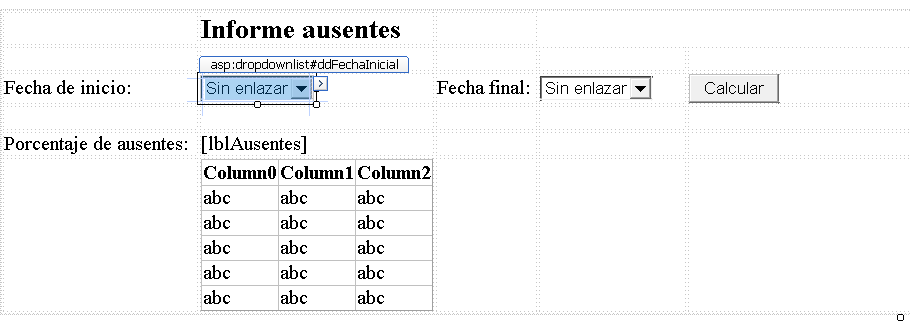 Informe ausentes
asp:dropdownlist#ddFechaInicial
Fecha de inicio: Sin enlazar Fecha final: Sin enlazar Calcular
Porcentaje de ausentes: [lblAusentes]
Column0 Column1 Column2
abc abc abc
abc abc abc
abc abc abc
abc abc abc
abc abc abc